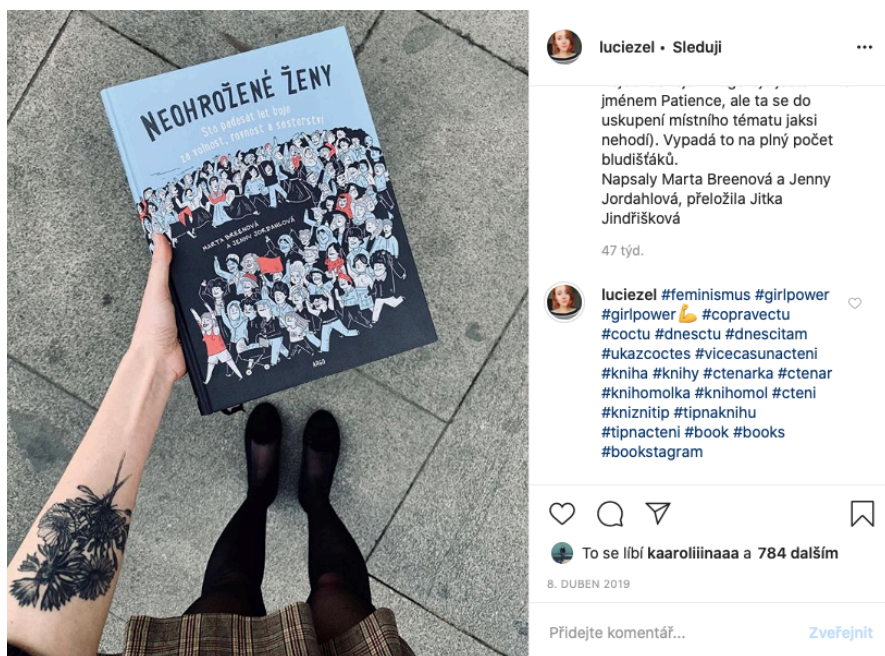 NEOHROŽENÉ ŽENY
Sto padesát let boje
za volnost, rovnost a sesterství
MARTA BREENOVÁ
A JENNY JORDAHLOVÁ
ARGO
luciezel • Sleduji
jménem Patience, ale ta se do
uskupení místního tématu jaksi
nehodí). Vypadá to na plný počet
bludišťáků.
Napsaly Marta Breenová a Jenny
Jordahlová, přeložila Jitka
Jindřišková
47 týd.
luciezel #feminismus #girlpower
#girlpower💪 #copravectu
#coctu #dnesctu #dnescitam
#ukazcoctes #vicecasunacteni
#kniha #knihy #ctenarka #ctenar
#knihomolka #knihomol #cteni
#kniznitip #tipnaknihu
#tipnacteni #book #books
#bookstagram
To se líbí kaaroliiinaaa a 784 dalším
8. DUBEN 2019
Přidejte komentář... Zveřejnit